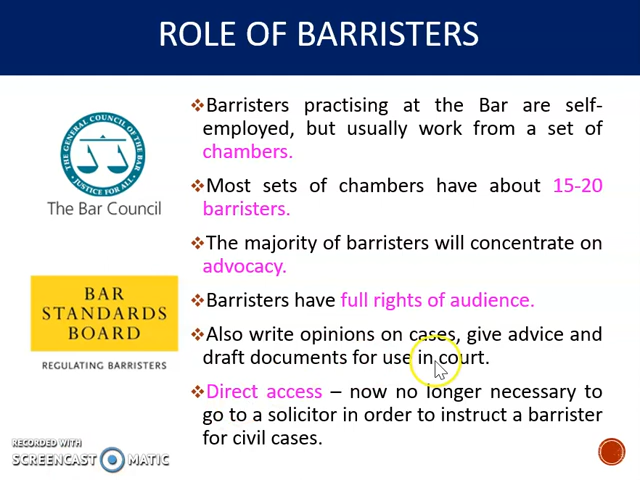 ROLE OF BARRISTERS
THE GENERAL COUNCIL OF THE BAR
JUSTICE FOR ALL
The Bar Council
BAR
STANDARDS
BOARD
REGULATING BARRISTERS
❖Barristers practising at the Bar are self-
employed, but usually work from a set of
chambers.
❖Most sets of chambers have about 15-20
barristers.
❖The majority of barristers will concentrate on
advocacy.
❖Barristers have full rights of audience.
❖Also write opinions on cases, give advice and
draft documents for use in court.
❖Direct access – now no longer necessary to
go to a solicitor in order to instruct a barrister
for civil cases.
RECORDED WITH
SCREENCAST MATIC